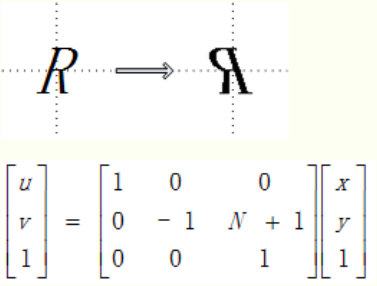 R ⟹ Я
[u] = [1 0 0][x]
[v] = [0 - 1 N + 1][y]
[1] = [0 0 1][1]